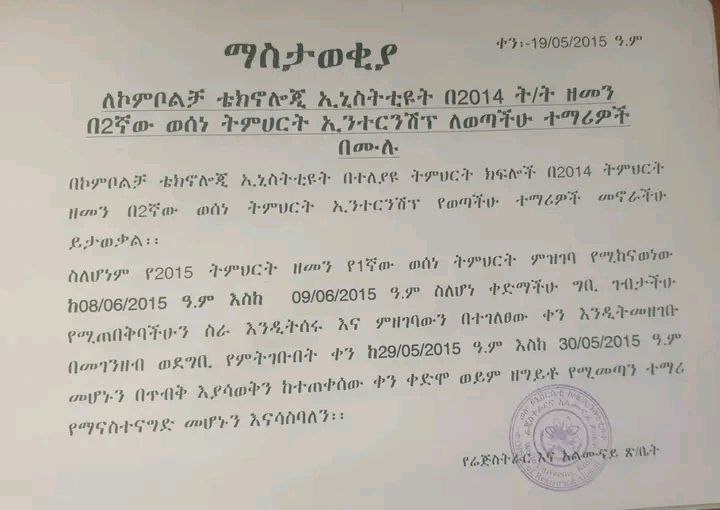 ማስታወቂያ
ቀን፡-19/05/2015 ዓ.ም
ለኮምቦልቻ ቴክኖሎጂ ኢኒስትቲዩት በ2014 ት/ት ዘመን
በ2ኛው ወሰነ ትምህርት ኢንተርንሽፕ ለወጣችሁ ተማሪዎች
በሙሉ
በኮምቦልቻ ቴክኖሎጂ ኢኒስትቲዩት በተለያዩ ትምህርት ክፍሎች በ2014 ትምህርት
ዘመን በ2ኛው ወሰነ ትምህርት ኢንተርንሽፕ የወጣችሁ ተማሪዎች መኖራችሁ
ይታወቃል፡፡
ስለሆነም የ2015 ትምህርት ዘመን የ1ኛው ወሰነ ትምህርት ምዝገባ የሚከናወነው
ከ08/06/2015 ዓ.ም እስከ 09/06/2015 ዓ.ም ስለሆነ ቀድማችሁ ግቢ ገብታችሁ
የሚጠበቅባችሁን ስራ እንዲትሰሩ እና ምዘገባውን በተገለፀው ቀን እንዲትመዘገቡ
በመገንዘብ ወደግቢ የምትገቡበት ቀን ከ29/05/2015 ዓ.ም እስከ 30/05/2015 ዓ.ም
መሆኑን በጥብቅ እያሳወቅን ከተጠቀሰው ቀን ቀድሞ ወይም ዘግይቶ የሚመጣን ተማሪ
የማናስተናግድ መሆኑን እናሳስባለን፡፡
የሬጅስትራር እና አልሙናይ ጽ/ቤት